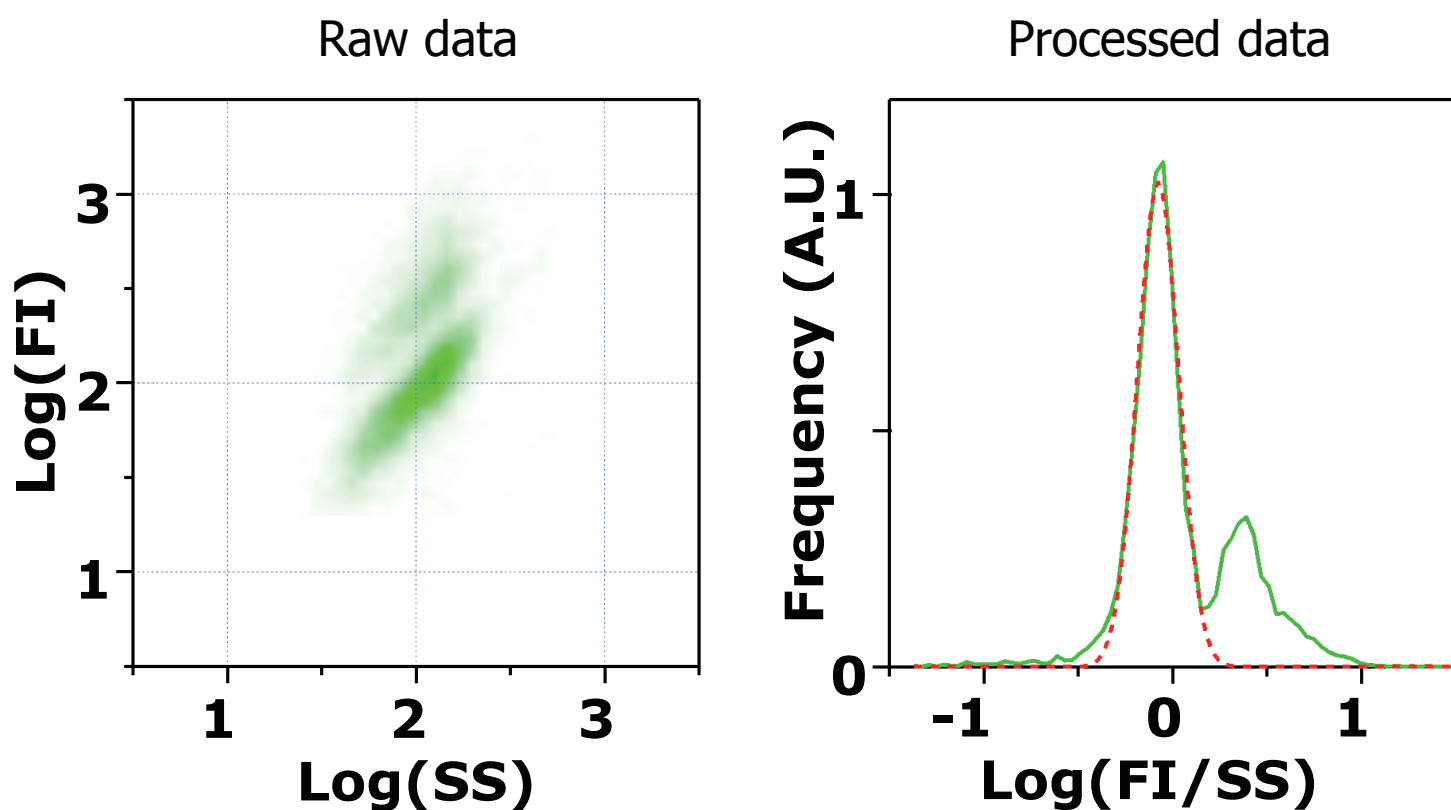 Raw data
Log(FI)
3
2
1
1 2 3
Log(SS)
Processed data
Frequency (A.U.)
1
0
-1 0 1
Log(FI/SS)